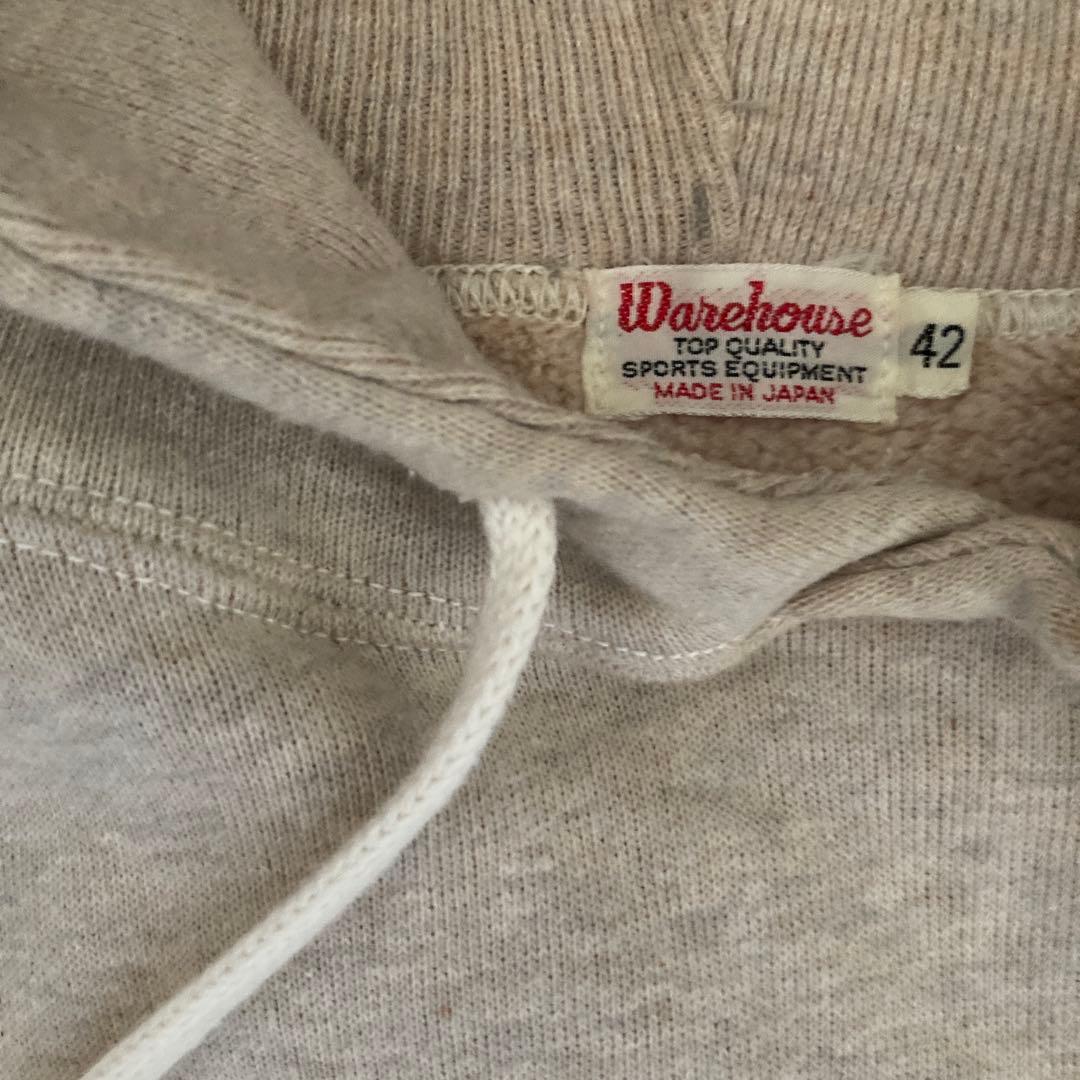 Warehouse
TOP QUALITY
SPORTS EQUIPMENT
MADE IN JAPAN
42